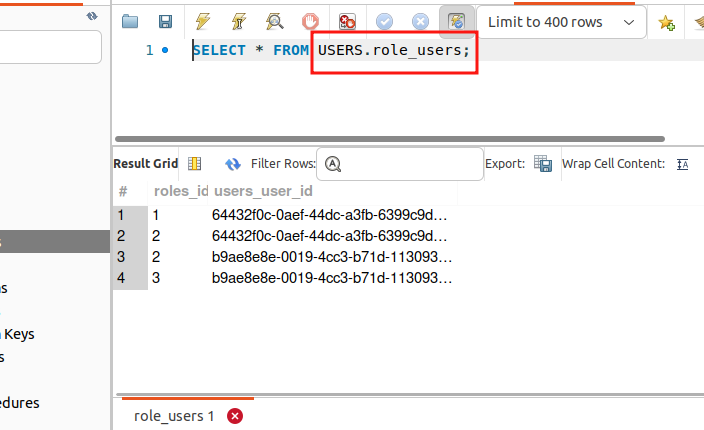 Limit to 400 rows
1 SELECT * FROM USERS.role_users;
Result Grid Filter Rows: Export: Wrap Cell Content:
# roles_id users_user_id
1 1 64432f0c-0aef-44dc-a3fb-6399c9d...
2 2 64432f0c-0aef-44dc-a3fb-6399c9d...
3 2 b9ae8e8e-0019-4cc3-b71d-113093...
4 3 b9ae8e8e-0019-4cc3-b71d-113093...
Keys
role_users 1